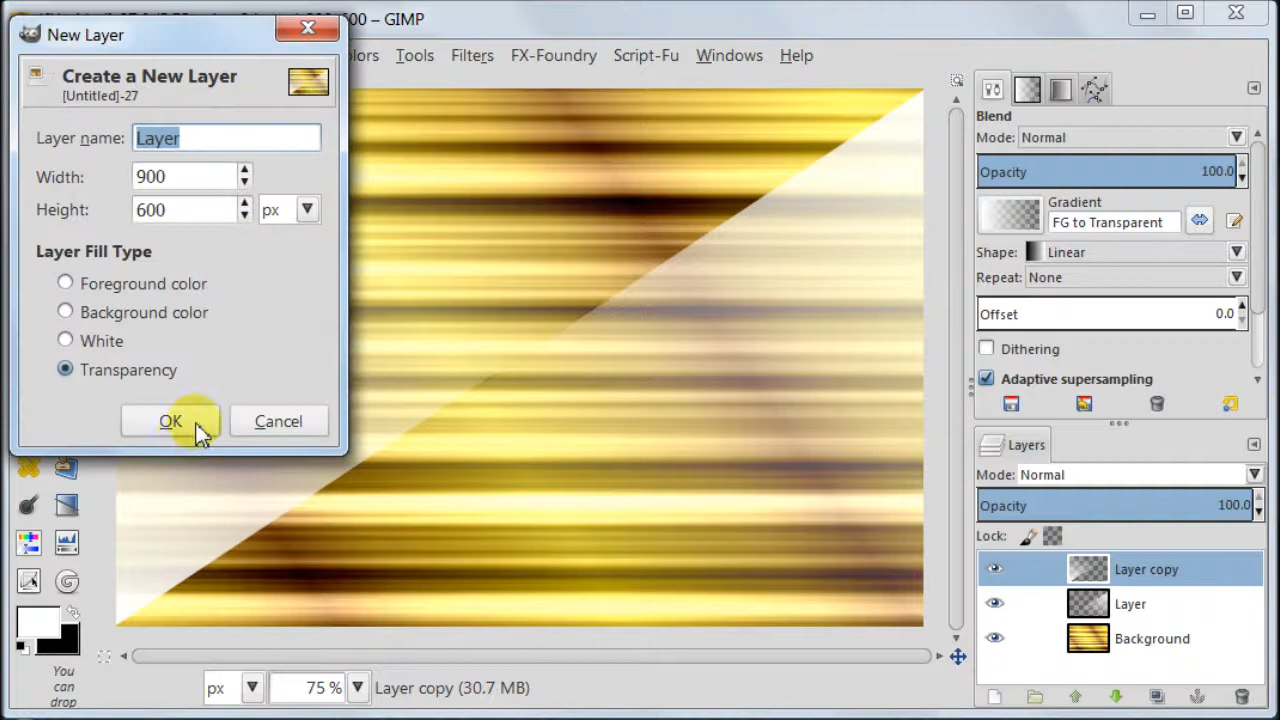 600 – GIMP
New Layer
Create a New Layer
[Untitled]-27
Layer name: Layer
Width: 900
Height: 600 px
Layer Fill Type
Foreground color
Background color
White
Transparency
OK Cancel
Tools Filters FX-Foundry Script-Fu Windows Help
Blend
Mode: Normal
Opacity 100.0
Gradient
FG to Transparent
Shape: Linear
Repeat: None
Offset 0.0
Dithering
Adaptive supersampling
Layers
Mode: Normal
Opacity 100.0
Lock:
Layer copy
Layer
Background
You
can
drop
px 75 % Layer copy (30.7 MB)